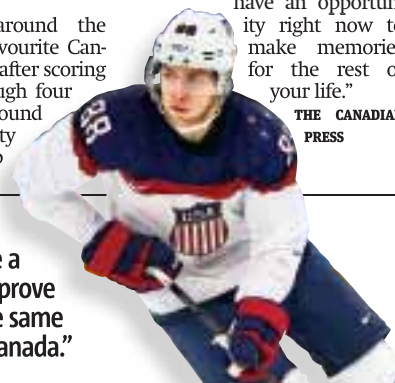 around the
vourite Can-
after scoring
ugh four
ound
ty
have an opportun
ity right now to
make memorie
for the rest o
your life.”
THE CANADIA
PRESS
e a
prove
e same
anada.”
88
USA